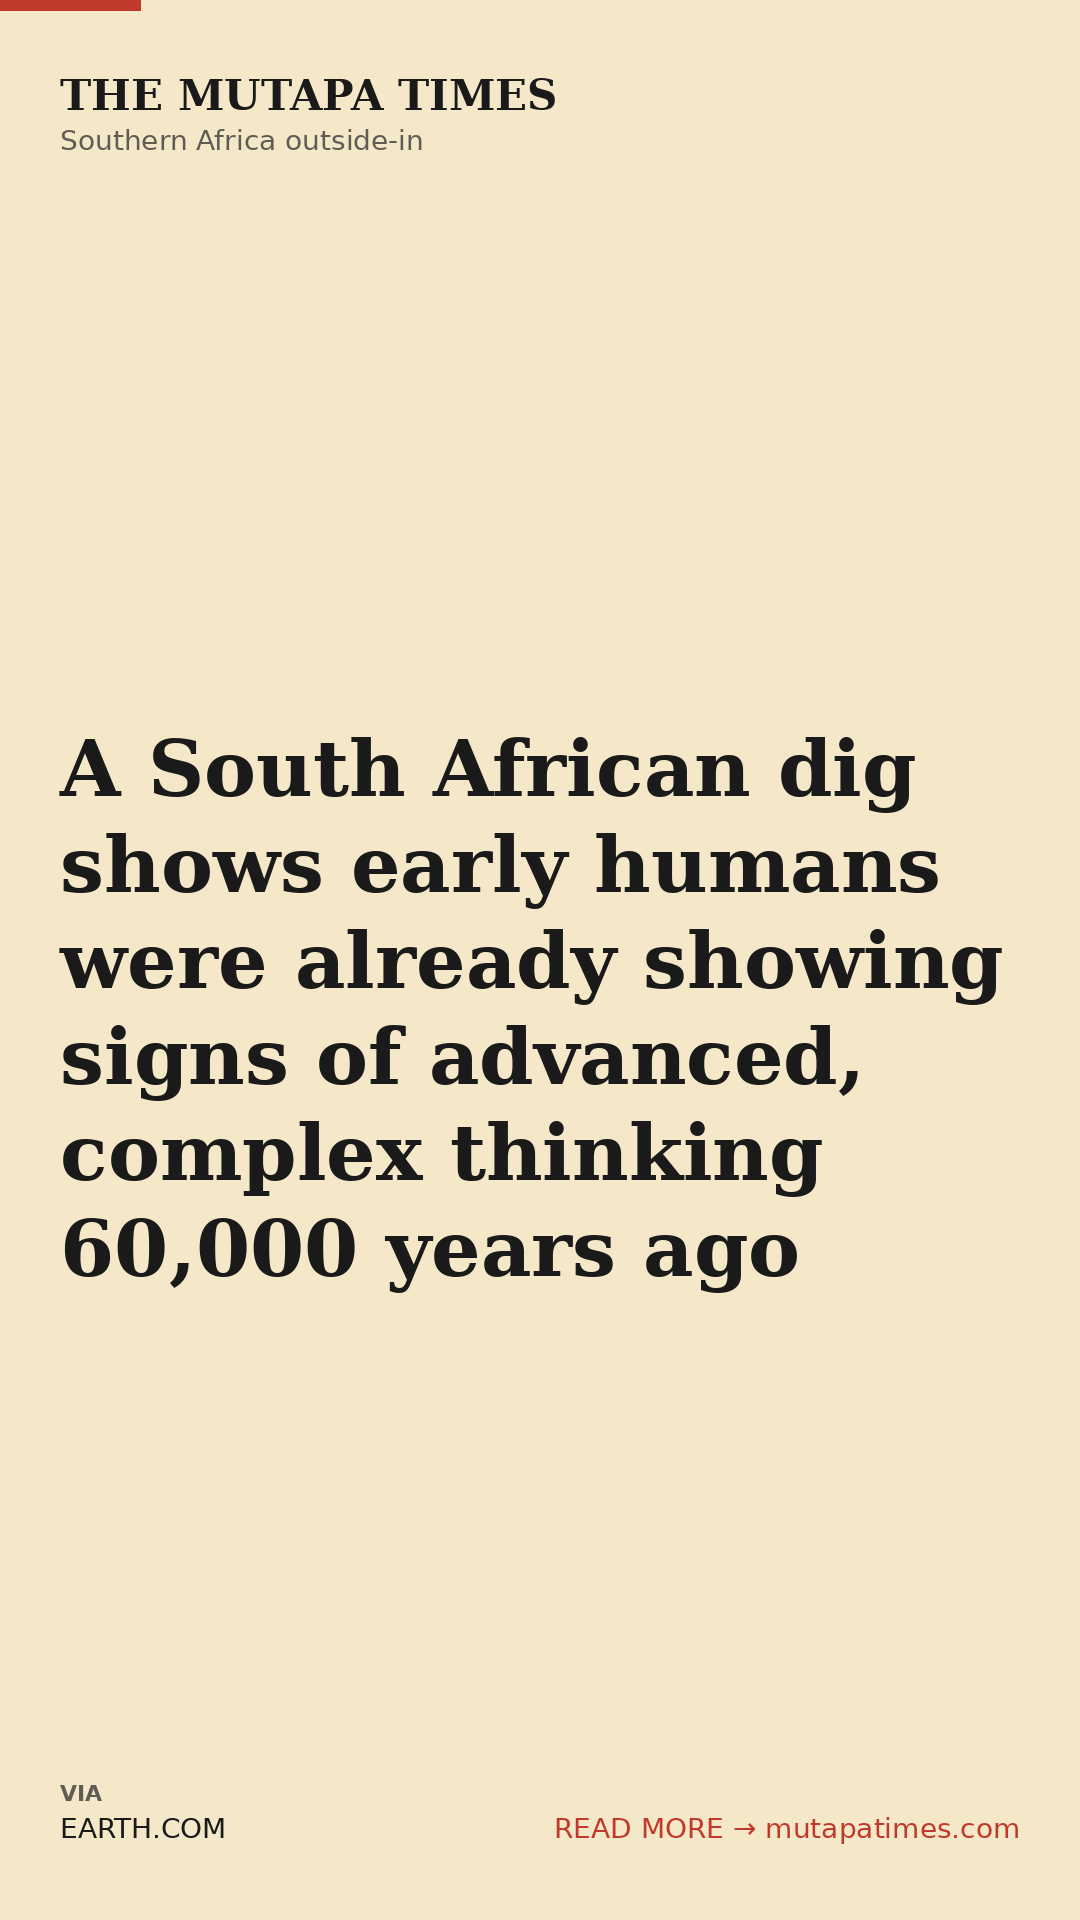 THE MUTAPA TIMES
Southern Africa outside-in
A South African dig
shows early humans
were already showing
signs of advanced,
complex thinking
60,000 years ago
VIA
EARTH.COM
READ MORE → mutapatimes.com